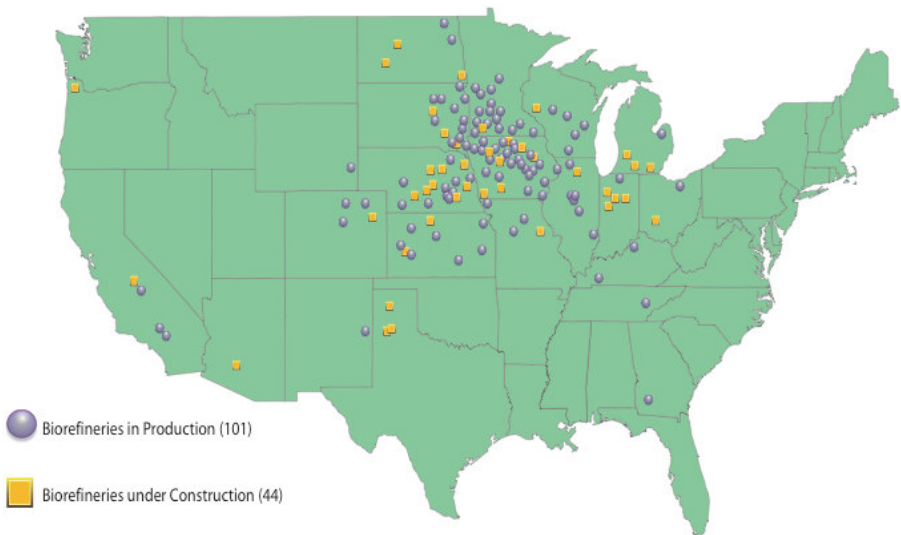 Biorefineries in Production (101)
Biorefineries under Construction (44)